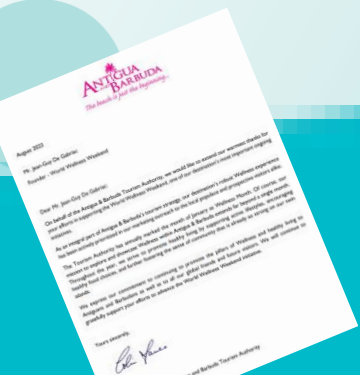 ANTIGUA
AND
BARBUDA
The beach is just the beginning...
August 2022
Mr. Jean-Guy De Gabriac
Founder - World Wellness Weekend
Dear Mr. Jean-Guy De Gabriac:
On behalf of the Antigua & Barbuda Tourism Authority, we would like to extend our warmest thanks for
your efforts in supporting the World Wellness Weekend, one of our destination's most important ongoing
initiatives.
As an integral part of Antigua & Barbuda's tourism strategy, our destination's robust Wellness experience
has been actively promoted in our marketing outreach to the local populace and prospective visitors alike.
The Tourism Authority has annually marked the month of January as Wellness Month. Of course, our
mission to explore and showcase Wellness within Antigua & Barbuda extends far beyond a single month.
Throughout the year, we strive to promote healthy living by supporting active lifestyles, encouraging
healthy food choices, and further fostering the sense of community that is already so strong on our twin-
islands.
We express our commitment to continuing to promote the pillars of Wellness and healthy living to
Antiguans and Barbudans as well as to all our global friends and future visitors. We will continue to
gratefully support your efforts to advance the World Wellness Weekend initiative.
Yours sincerely,
and Barbuda Tourism Authority